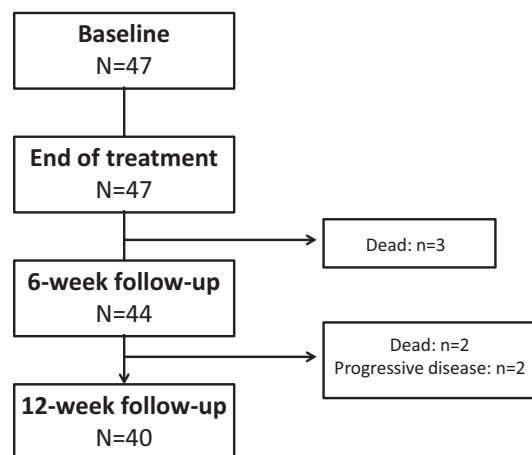 Baseline
N=47
End of treatment
N=47
Dead: n=3
6-week follow-up
N=44
Dead: n=2
Progressive disease: n=2
12-week follow-up
N=40